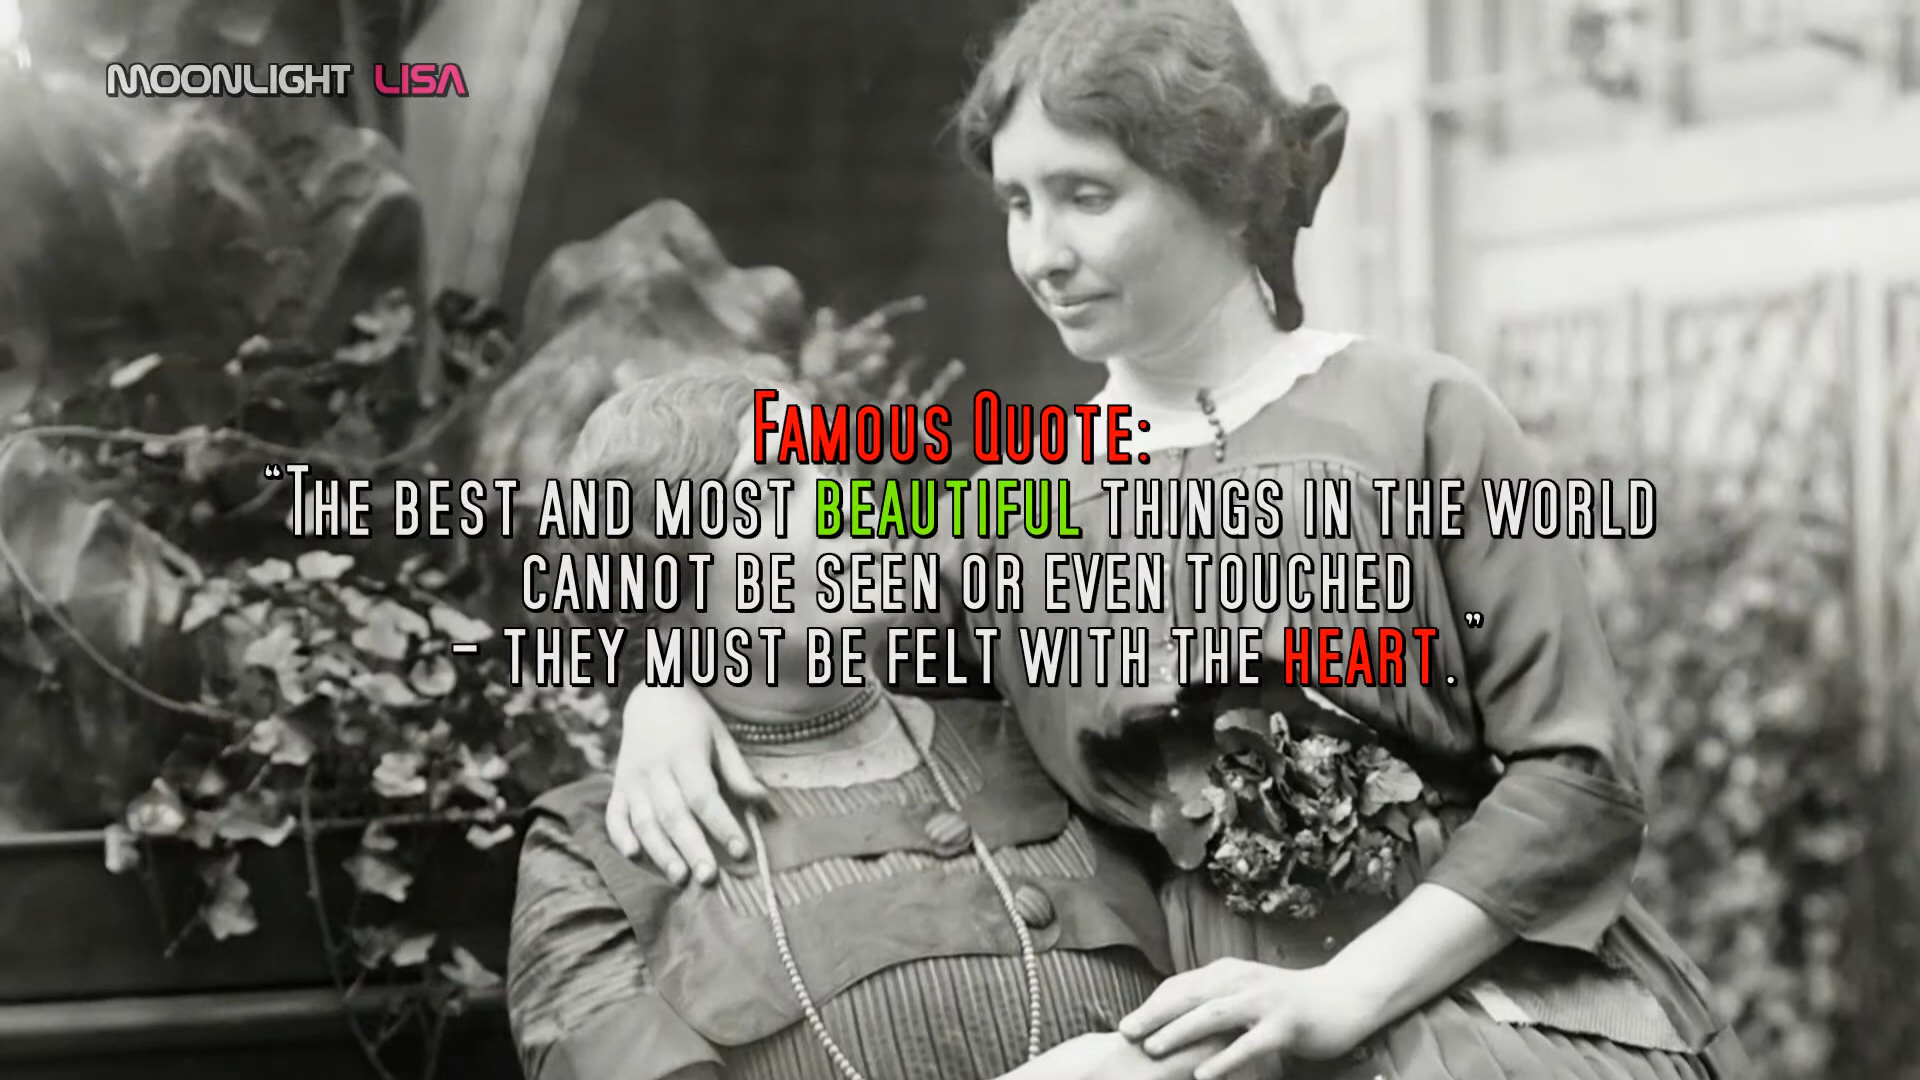 MOONLIGHT LISA
FAMOUS QUOTE:
“THE BEST AND MOST BEAUTIFUL THINGS IN THE WORLD
CANNOT BE SEEN OR EVEN TOUCHED
- THEY MUST BE FELT WITH THE HEART.”